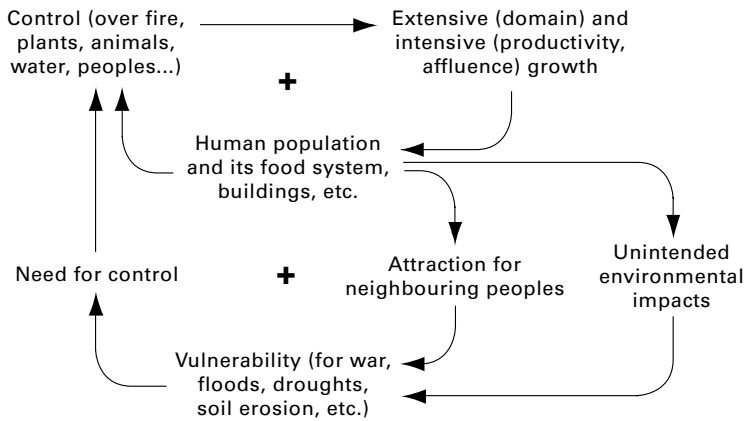 Control (over fire,
plants, animals,
water, peoples...)
Extensive (domain) and
intensive (productivity,
affluence) growth
+
Human population
and its food system,
buildings, etc.
Need for control
+
Attraction for
neighbouring peoples
Unintended
environmental
impacts
Vulnerability (for war,
floods, droughts,
soil erosion, etc.)